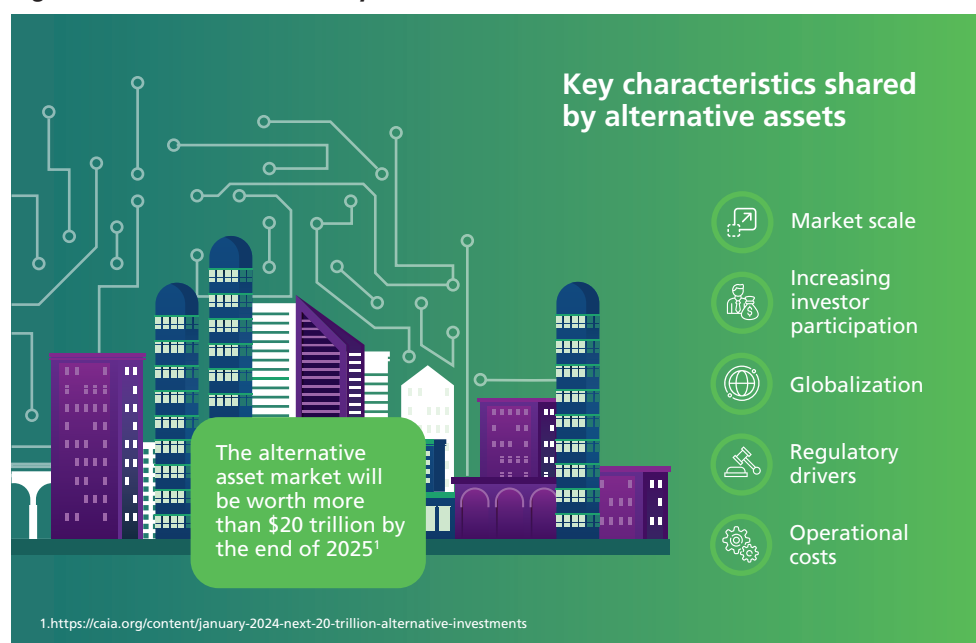 Key characteristics shared
by alternative assets
Market scale
Increasing
investor
participation
Globalization
Regulatory
drivers
Operational
costs
The alternative
asset market will
be worth more
than $20 trillion by
the end of 2025¹
1.https://caia.org/content/january-2024-next-20-trillion-alternative-investments